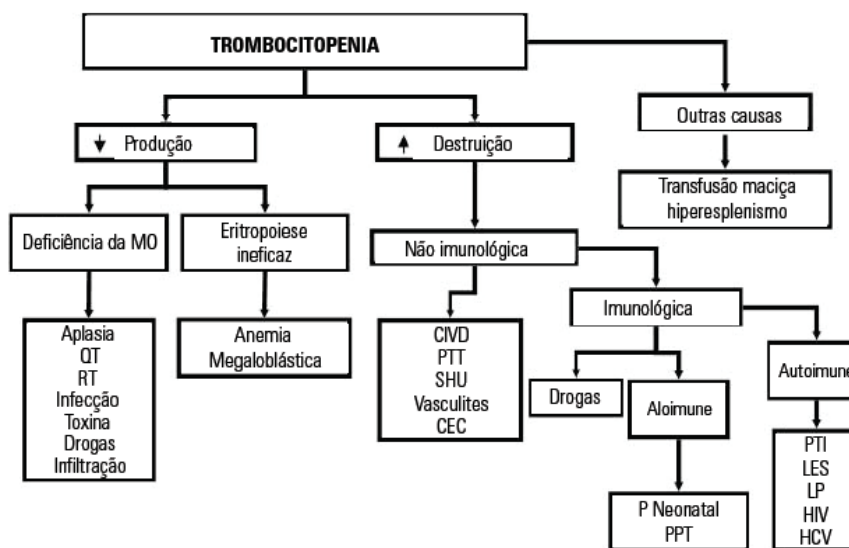 TROMBOCITOPENIA
Produção
Destruição
Outras causas
Transfusão maciça
hiperesplenismo
Deficiência da MO
Eritropoiese
ineficaz
Não imunológica
Imunológica
Aplasia
QT
RT
Infecção
Toxina
Drogas
Infiltração
Anemia
Megaloblástica
CIVD
PTT
SHU
Vasculites
CEC
Drogas
Aloimune
Autoimune
P Neonatal
PPT
PTI
LES
LP
HIV
HCV